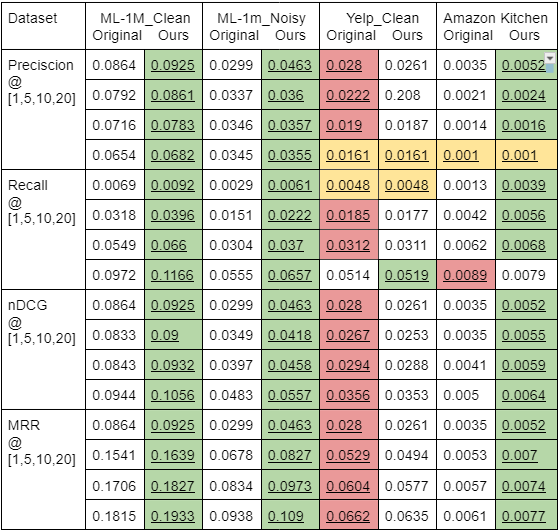 Dataset ML-1M_Clean ML-1m_Noisy Yelp_Clean Amazon Kitchen
Original Ours Original Ours Original Ours Original Ours
Preciscion @ [1,5,10,20] 0.0864 0.0925 0.0299 0.0463 0.028 0.0261 0.0035 0.0052
0.0792 0.0861 0.0337 0.036 0.0222 0.208 0.0021 0.0024
0.0716 0.0783 0.0346 0.0357 0.019 0.0187 0.0014 0.0016
0.0654 0.0682 0.0345 0.0355 0.0161 0.0161 0.001 0.001
Recall @ [1,5,10,20] 0.0069 0.0092 0.0029 0.0061 0.0048 0.0048 0.0013 0.0039
0.0318 0.0396 0.0151 0.0222 0.0185 0.0177 0.0042 0.0056
0.0549 0.066 0.0304 0.037 0.0312 0.0311 0.0062 0.0068
0.0972 0.1166 0.0555 0.0657 0.0514 0.0519 0.0089 0.0079
nDCG @ [1,5,10,20] 0.0864 0.0925 0.0299 0.0463 0.028 0.0261 0.0035 0.0052
0.0833 0.09 0.0349 0.0418 0.0267 0.0253 0.0035 0.0055
0.0843 0.0932 0.0397 0.0458 0.0294 0.0288 0.0041 0.0059
0.0944 0.1056 0.0483 0.0557 0.0356 0.0353 0.005 0.0064
MRR @ [1,5,10,20] 0.0864 0.0925 0.0299 0.0463 0.028 0.0261 0.0035 0.0052
0.1541 0.1639 0.0678 0.0827 0.0529 0.0494 0.0053 0.007
0.1706 0.1827 0.0834 0.0973 0.0604 0.0577 0.0057 0.0074
0.1815 0.1933 0.0938 0.109 0.0662 0.0635 0.0061 0.0077